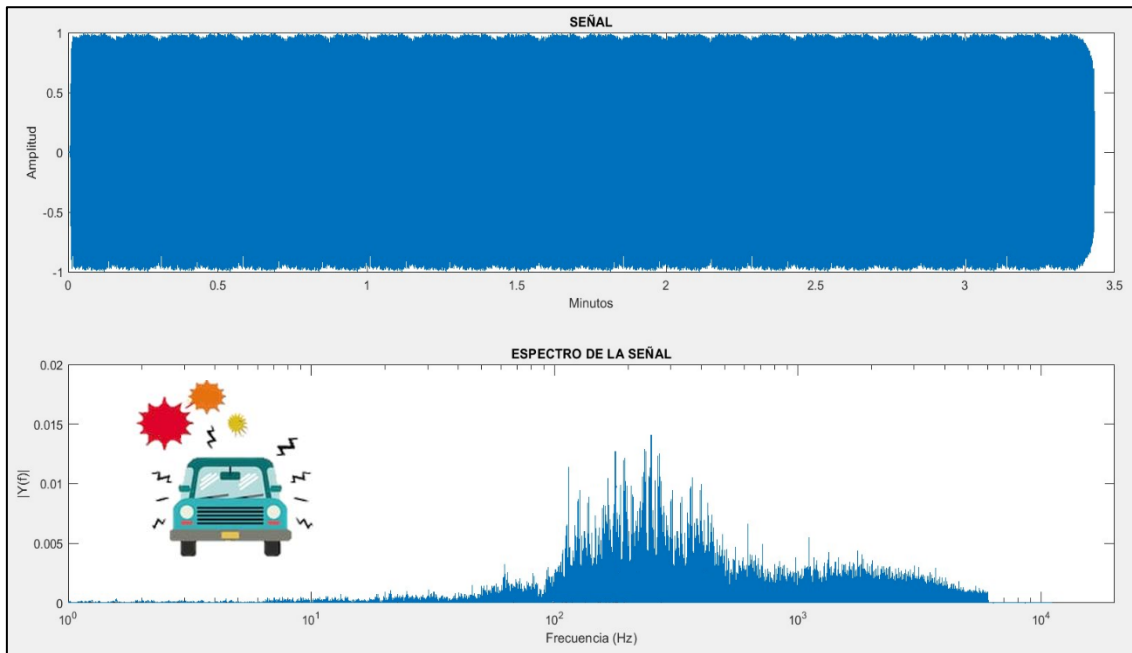 SEÑAL
1
0.5
0
-0.5
-1
Amplitud
0 0.5 1 1.5 2 2.5 3 3.5
Minutos
ESPECTRO DE LA SEÑAL
0.02
0.015
0.01
0.005
0
|Y(f)|
10^0 10^1 10^2 10^3 10^4
Frecuencia (Hz)